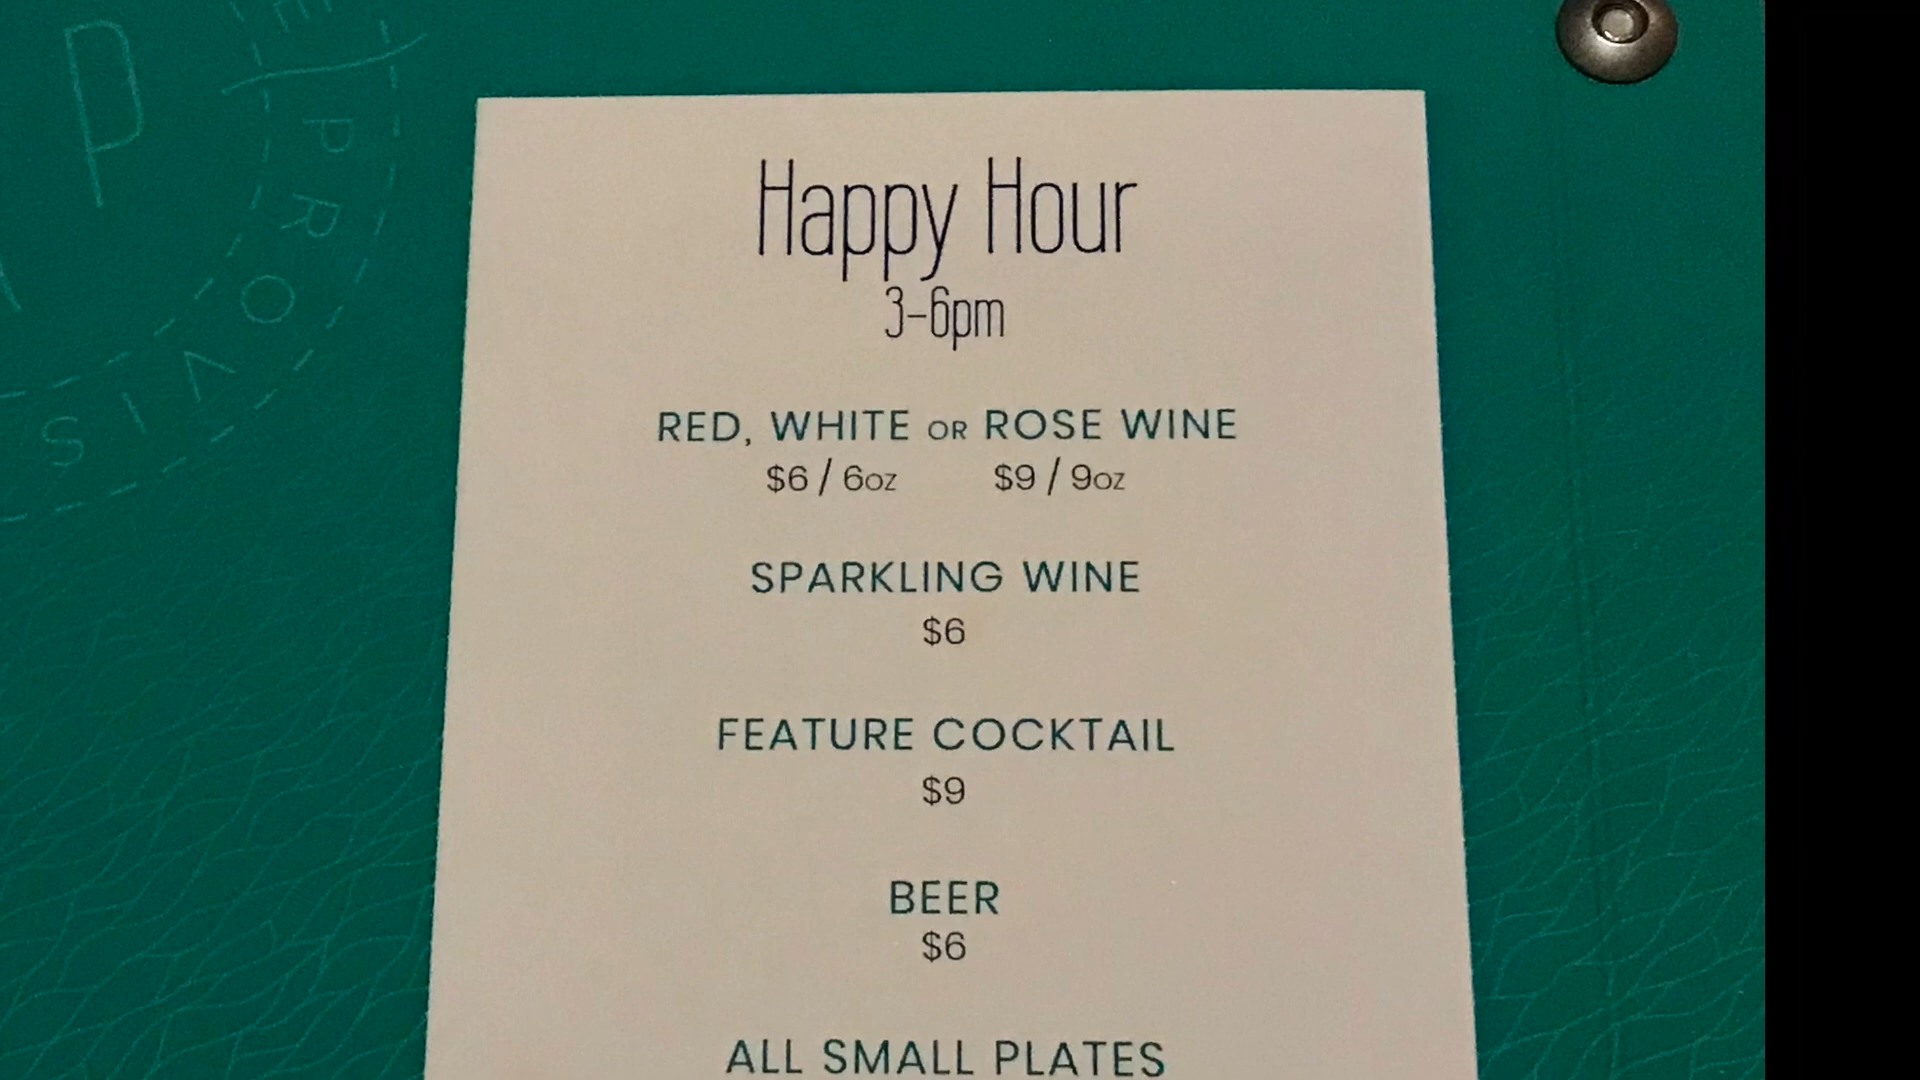 P
E PROVIS
Happy Hour
3-6pm
RED, WHITE OR ROSE WINE
$6 / 6oz $9 / 9oz
SPARKLING WINE
$6
FEATURE COCKTAIL
$9
BEER
$6
ALL SMALL PLATES